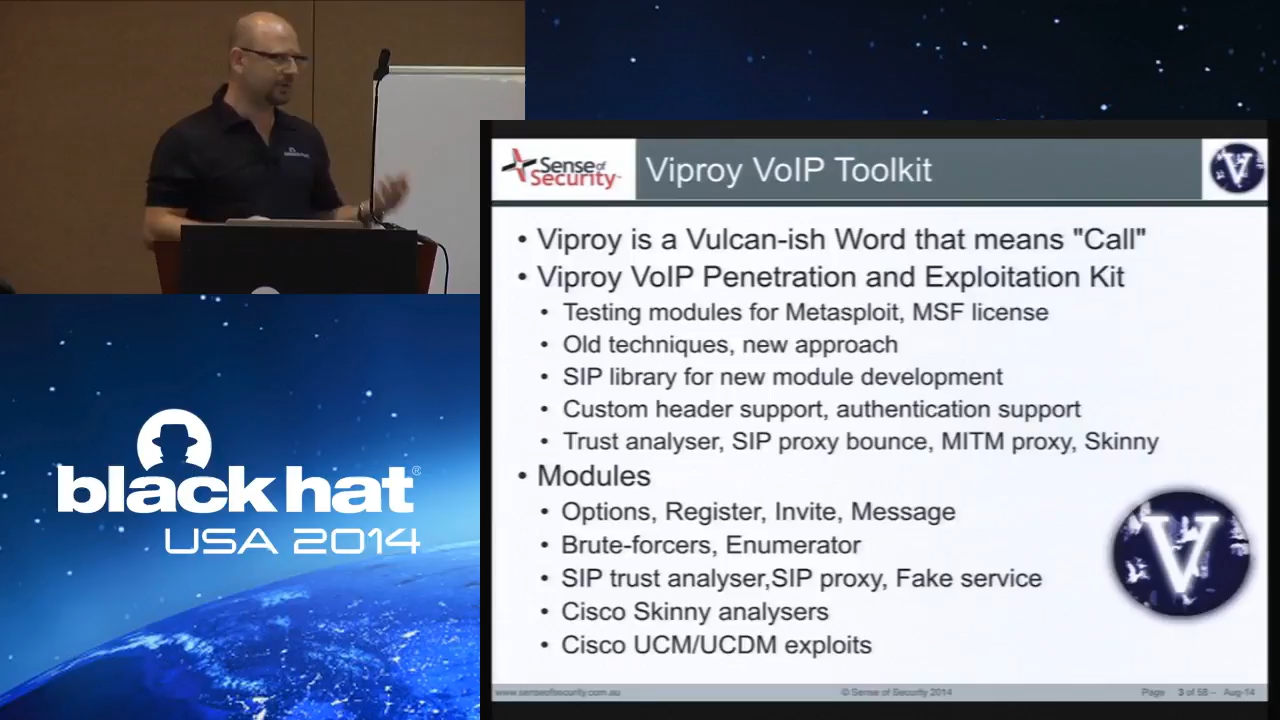 Sense of
Security
Viproy VoIP Toolkit
V
• Viproy is a Vulcan-ish Word that means "Call"
• Viproy VoIP Penetration and Exploitation Kit
• Testing modules for Metasploit, MSF license
• Old techniques, new approach
• SIP library for new module development
• Custom header support, authentication support
• Trust analyser, SIP proxy bounce, MITM proxy, Skinny
• Modules
• Options, Register, Invite, Message
• Brute-forcers, Enumerator
• SIP trust analyser,SIP proxy, Fake service
• Cisco Skinny analysers
• Cisco UCM/UCDM exploits
V
www.senseofsecurity.com.au
© Sense of Security 2014
Page 3 of 58 – Aug-14
black hat®
USA 2014